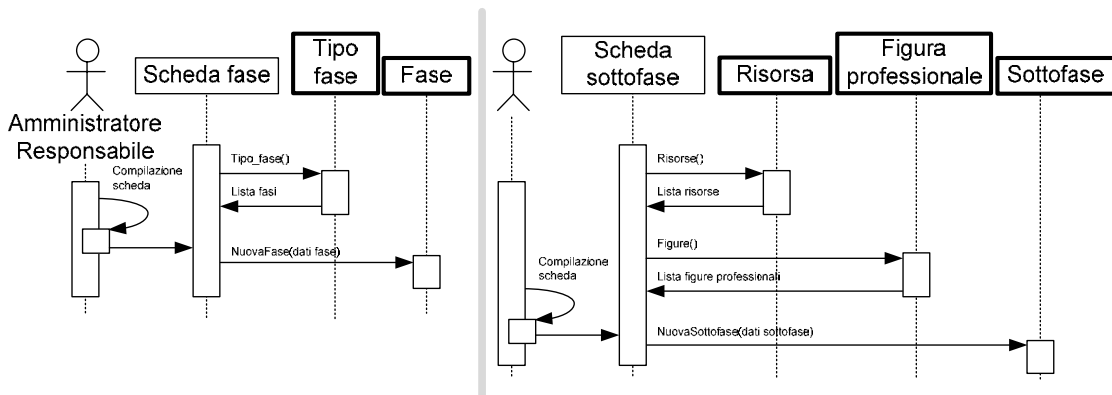 Tipo
fase
Scheda fase
Fase
Amministratore
Responsabile
Compilazione
scheda
Tipo_fase()
Lista fasi
NuovaFase(dati fase)
Scheda
sottofase
Risorsa
Figura
professionale
Sottofase
Risorse()
Lista risorse
Figure()
Compilazione
scheda
Lista figure professionali
NuovaSottofase(dati sottofase)